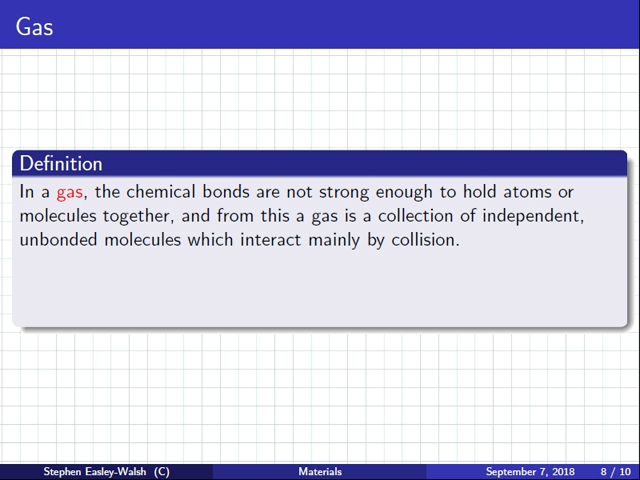 Gas
Definition
In a gas, the chemical bonds are not strong enough to hold atoms or
molecules together, and from this a gas is a collection of independent,
unbonded molecules which interact mainly by collision.
Stephen Easley-Walsh (C)
Materials
September 7, 2018
8 / 10